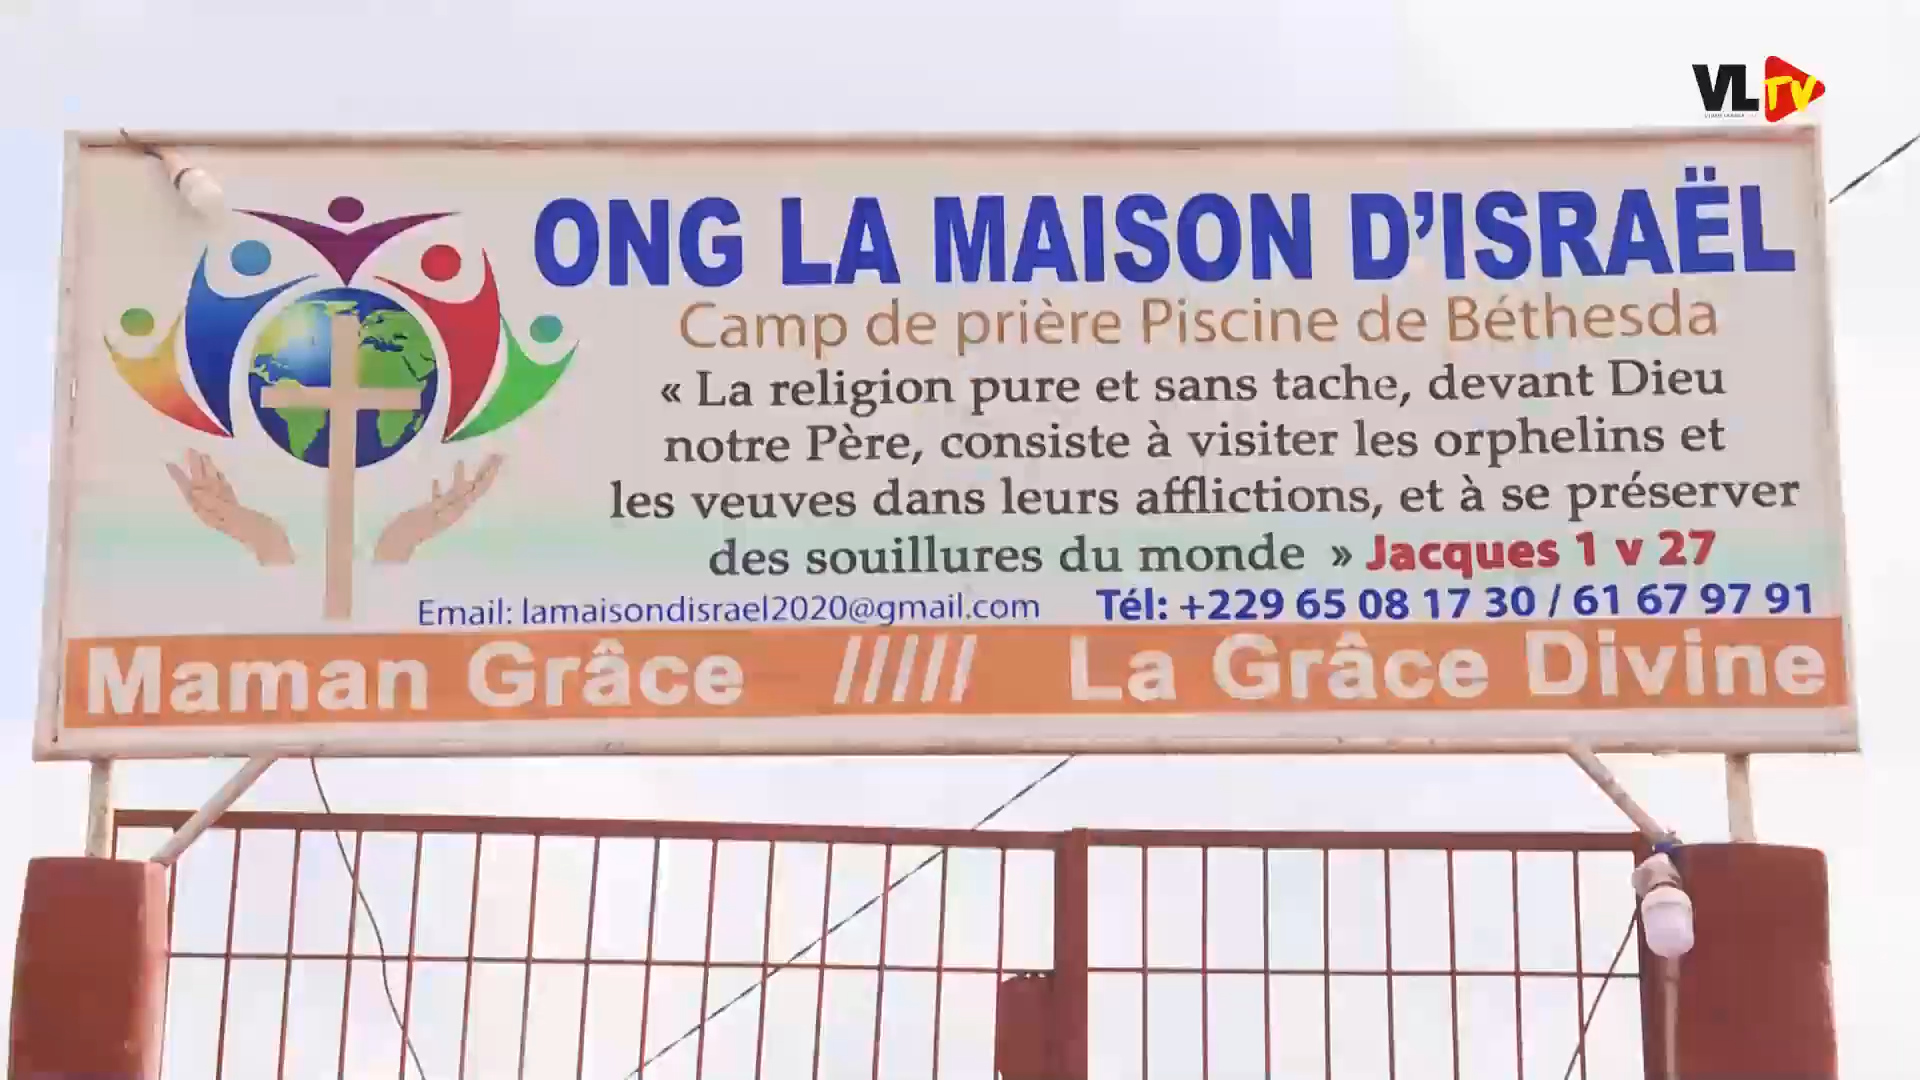 VLTV
ONG LA MAISON D'ISRAËL
Camp de prière Piscine de Béthesda
« La religion pure et sans tache, devant Dieu
notre Père, consiste à visiter les orphelins et
les veuves dans leurs afflictions, et à se préserver
des souillures du monde » Jacques 1 v 27
Email: lamaisondisrael2020@gmail.com Tél: +229 65 08 17 30 / 61 67 97 91
Maman Grâce ///// La Grâce Divine